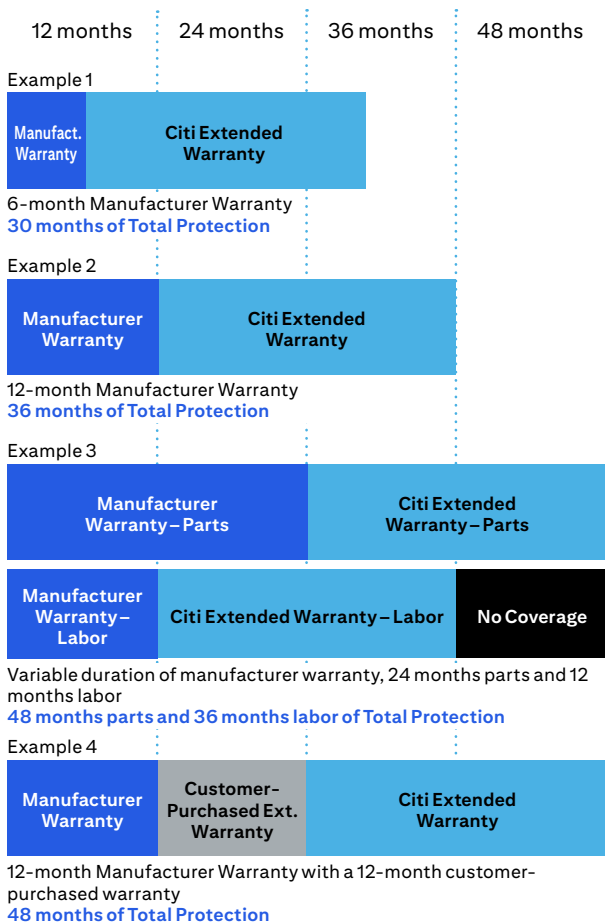 12 months 24 months 36 months 48 months
Example 1
Manufact.
Warranty
Citi Extended
Warranty
6-month Manufacturer Warranty
30 months of Total Protection
Example 2
Manufacturer
Warranty
Citi Extended
Warranty
12-month Manufacturer Warranty
36 months of Total Protection
Example 3
Manufacturer
Warranty – Parts
Citi Extended
Warranty – Parts
Manufacturer
Warranty –
Labor
Citi Extended Warranty – Labor
No Coverage
Variable duration of manufacturer warranty, 24 months parts and 12
months labor
48 months parts and 36 months labor of Total Protection
Example 4
Manufacturer
Warranty
Customer-
Purchased Ext.
Warranty
Citi Extended
Warranty
12-month Manufacturer Warranty with a 12-month customer-
purchased warranty
48 months of Total Protection